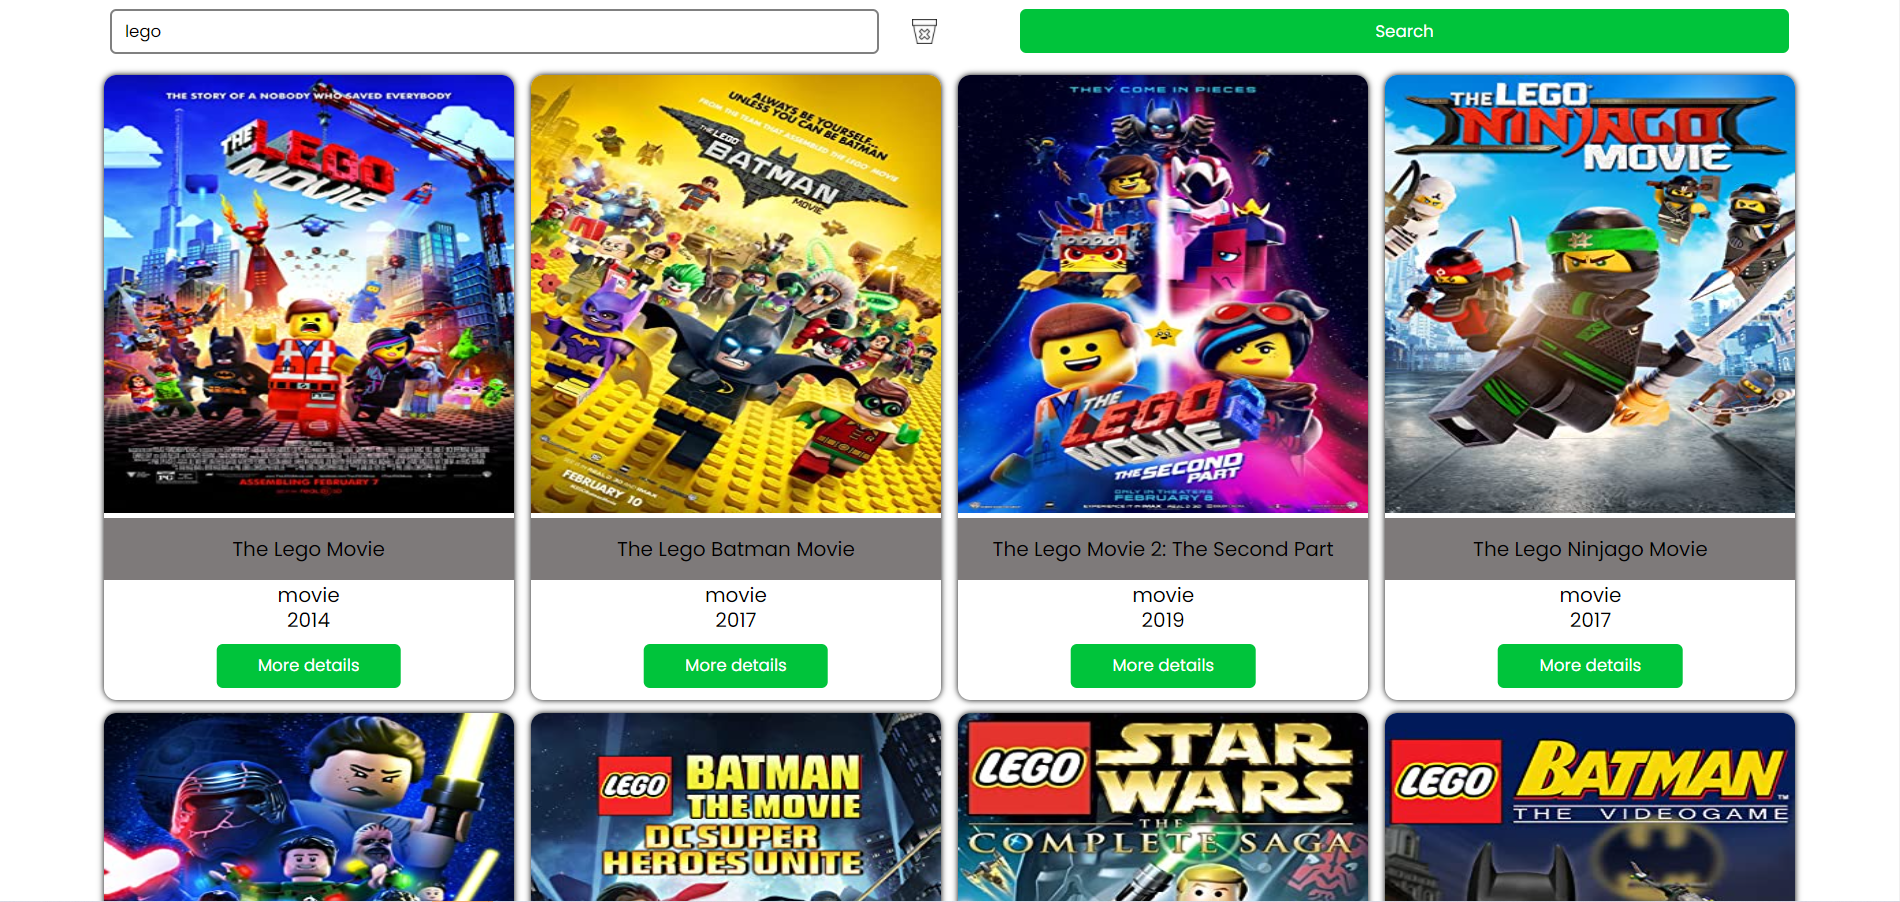 lego
Search
THE STORY OF A NOBODY WHO SAVED EVERYBODY
THE LEGO MOVIE
PG
ASSEMBLING FEBRUARY 7
The Lego Movie
movie
2014
More details
ALWAYS BE YOURSELF...
UNLESS YOU CAN BE BATMAN
FROM THE TEAM THAT ASSEMBLED "THE LEGO MOVIE"
THE LEGO
BATMAN
MOVIE
FEBRUARY 10
The Lego Batman Movie
movie
2017
More details
THEY COME IN PIECES
THE
LEGO 2
MOVIE
THE SECOND
PART
ONLY IN THEATERS
FEBRUARY 8
The Lego Movie 2: The Second Part
movie
2019
More details
THE LEGO
NINJAGO
MOVIE
The Lego Ninjago Movie
movie
2017
More details
LEGO
BATMAN
THE MOVIE
DC SUPER
HEROES UNITE
LEGO
STAR
WARS
THE
COMPLETE SAGA
LEGO
BATMAN™
THE VIDEOGAME